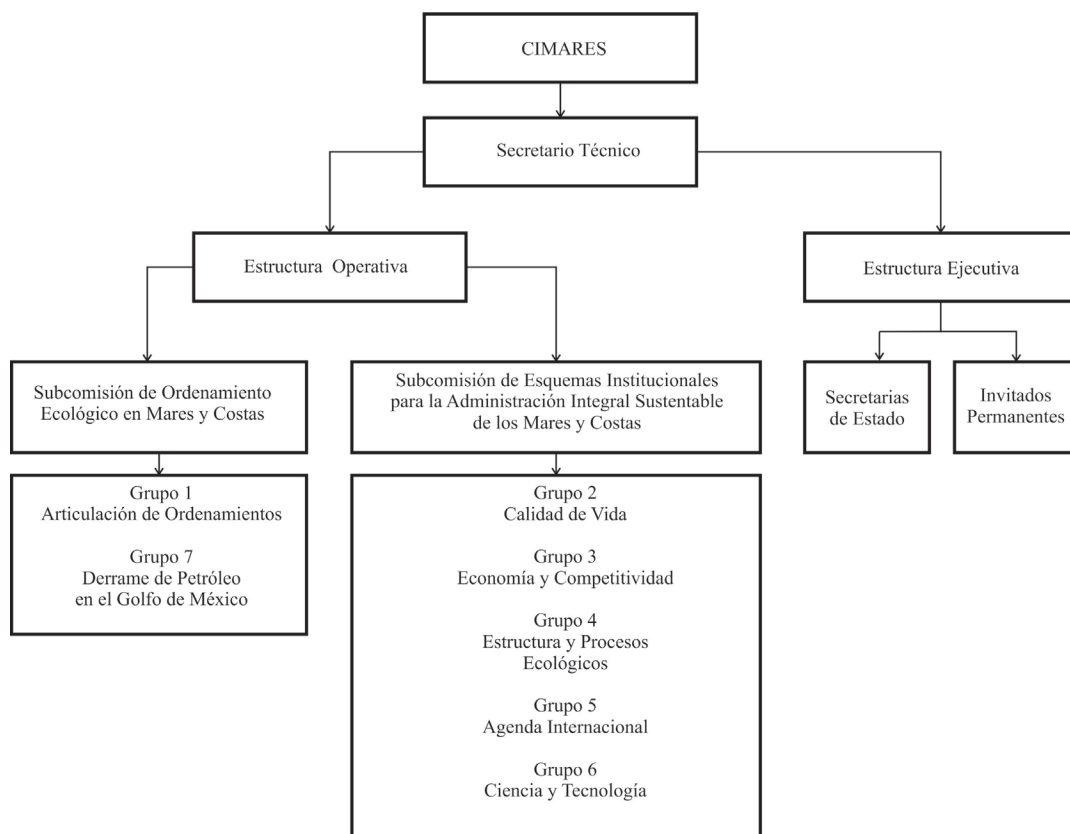 CIMARES
Secretario Técnico
Estructura Operativa
Estructura Ejecutiva
Subcomisión de Ordenamiento
Ecológico en Mares y Costas
Subcomisión de Esquemas Institucionales
para la Administración Integral Sustentable
de los Mares y Costas
Secretarias
de Estado
Invitados
Permanentes
Grupo 1
Articulación de Ordenamientos
Grupo 7
Derrame de Petróleo
en el Golfo de México
Grupo 2
Calidad de Vida
Grupo 3
Economía y Competitividad
Grupo 4
Estructura y Procesos
Ecológicos
Grupo 5
Agenda Internacional
Grupo 6
Ciencia y Tecnología